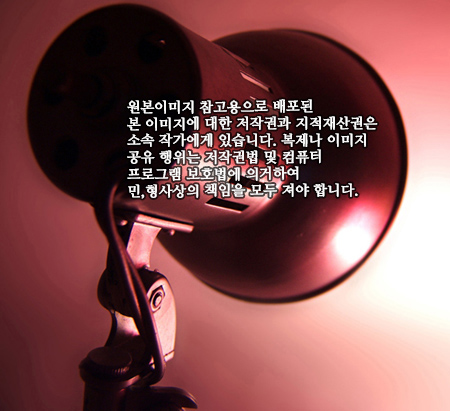 원본이미지 참고용으로 배포된
본 이미지에 대한 저작권과 지적재산권은
소속 작가에게 있습니다. 복제나 이미지
공유 행위는 저작권법 및 컴퓨터
프로그램 보호법에 의거하여
민,형사상의 책임을 모두 져야 합니다.